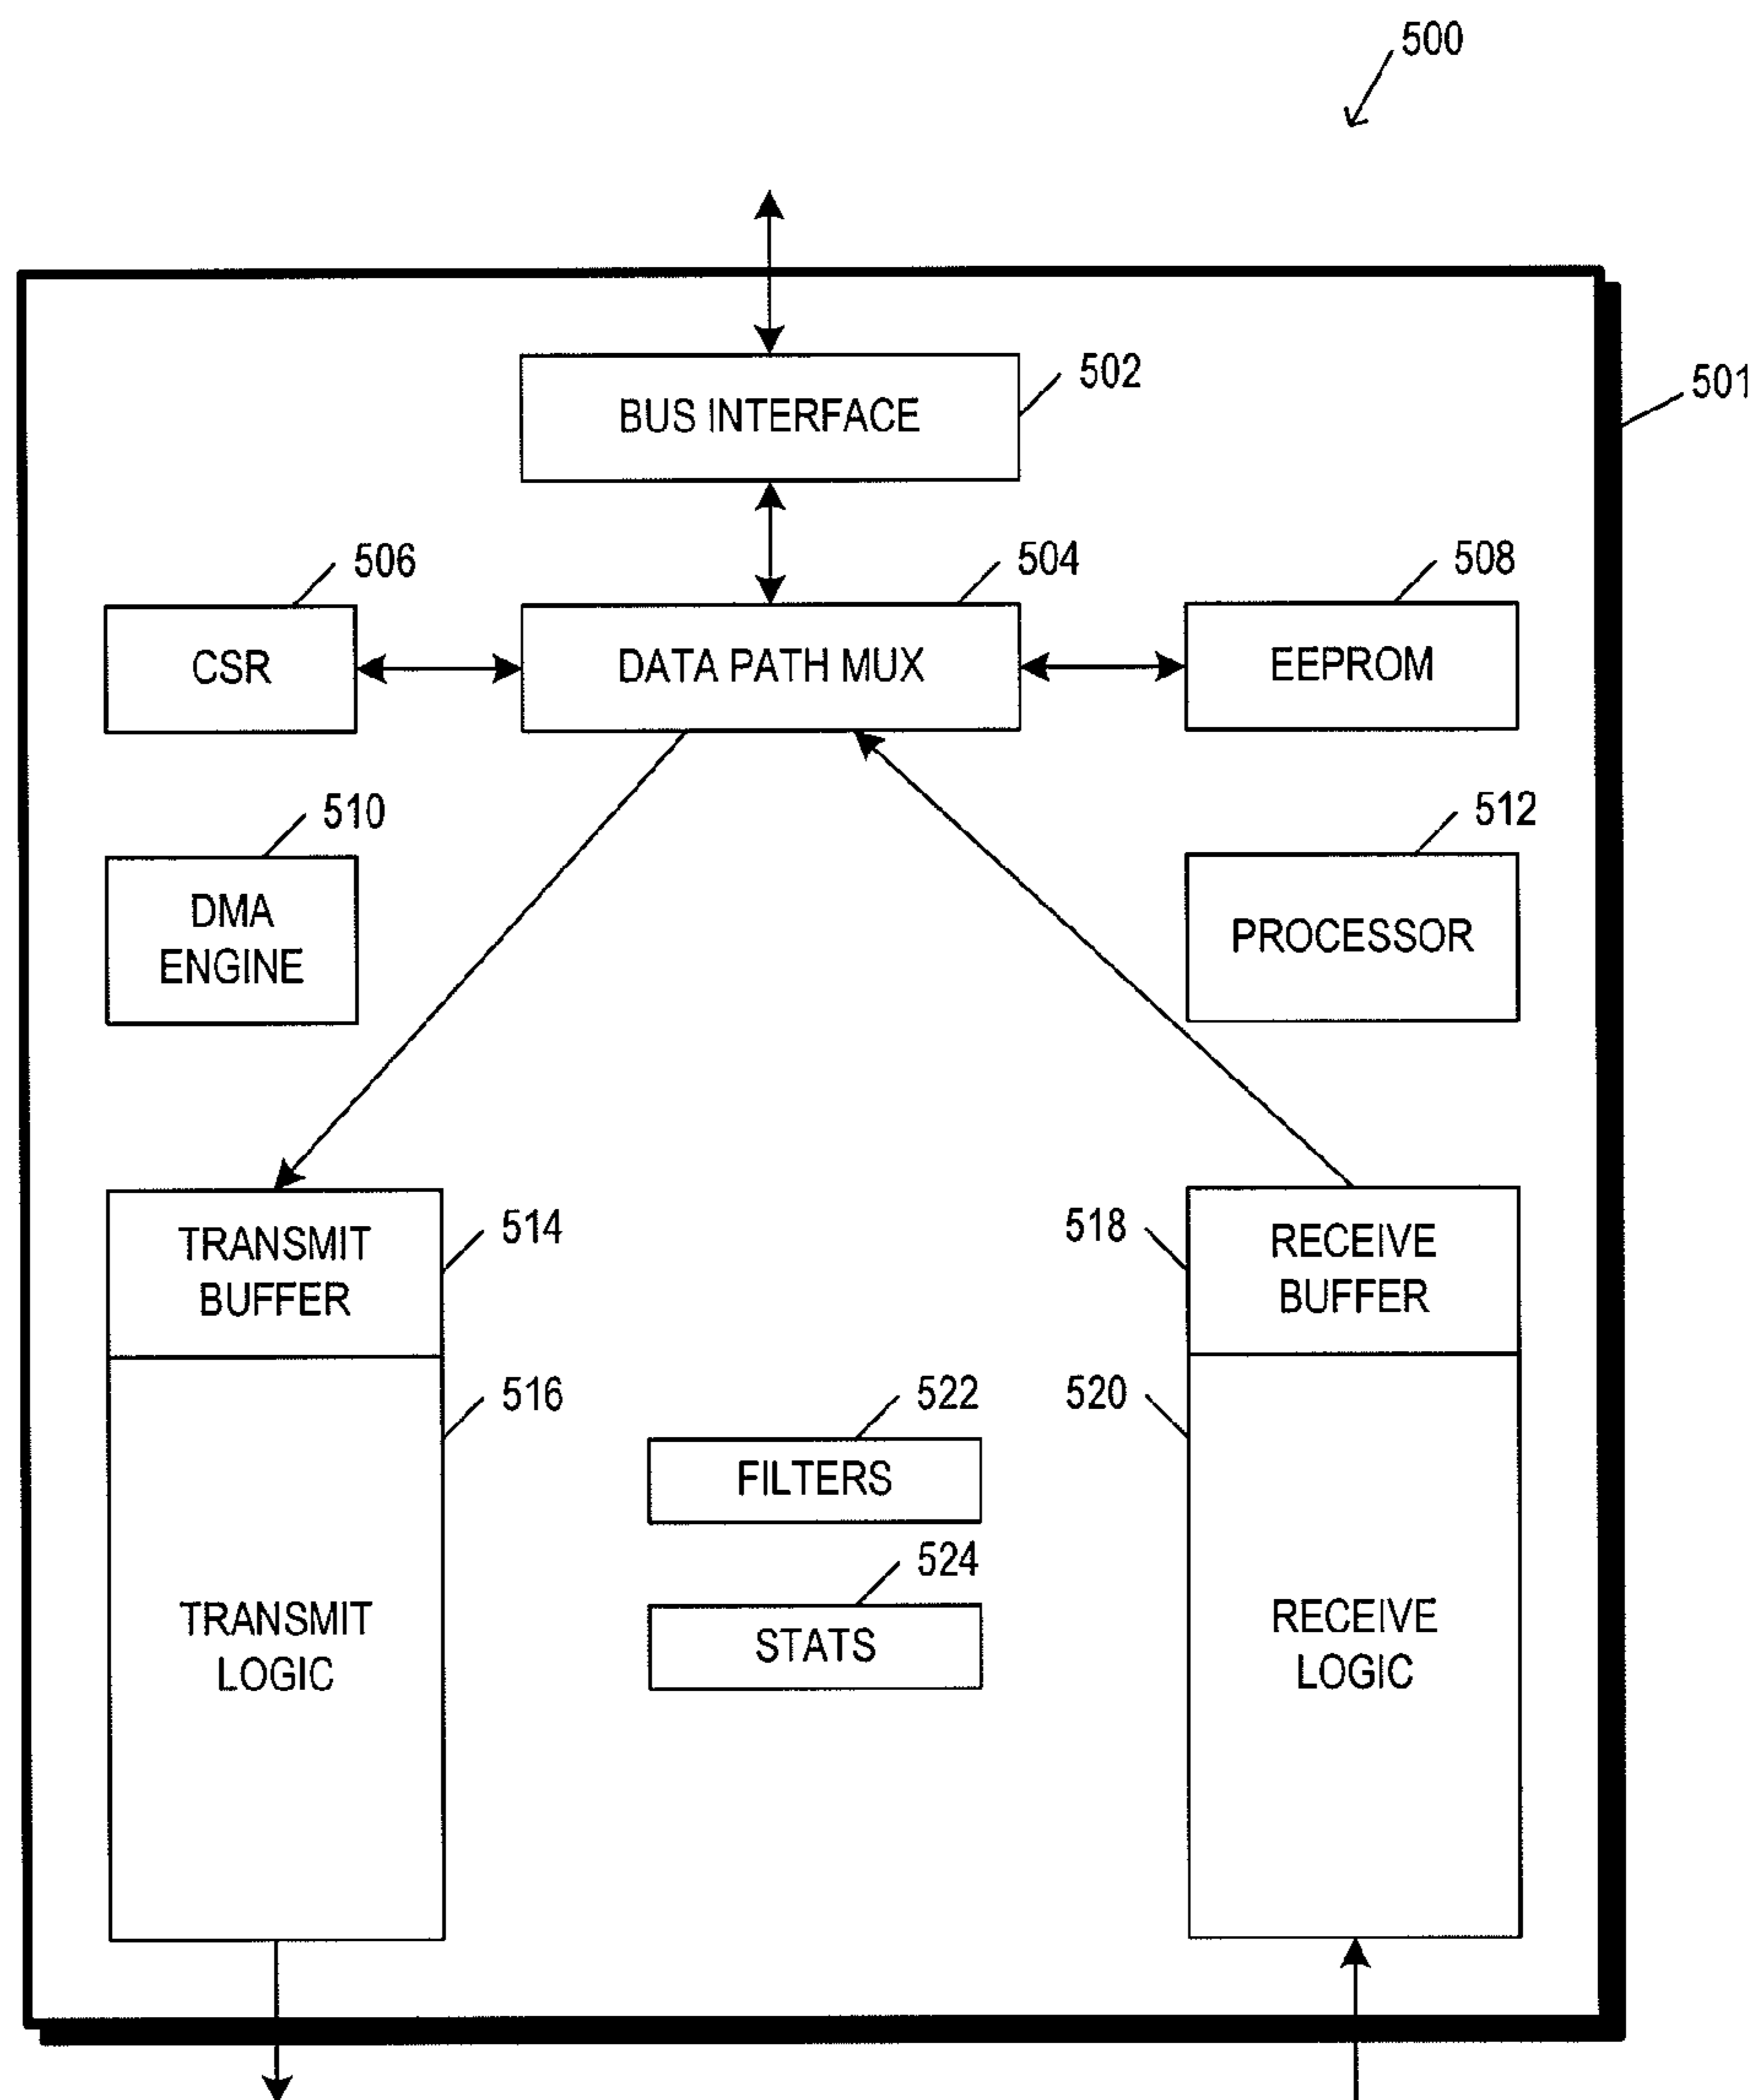 500
502
BUS INTERFACE
501
506
504
508
CSR
DATA PATH MUX
EEPROM
510
512
DMA
ENGINE
PROCESSOR
514
518
TRANSMIT
BUFFER
RECEIVE
BUFFER
516
522
520
FILTERS
524
STATS
TRANSMIT
LOGIC
RECEIVE
LOGIC